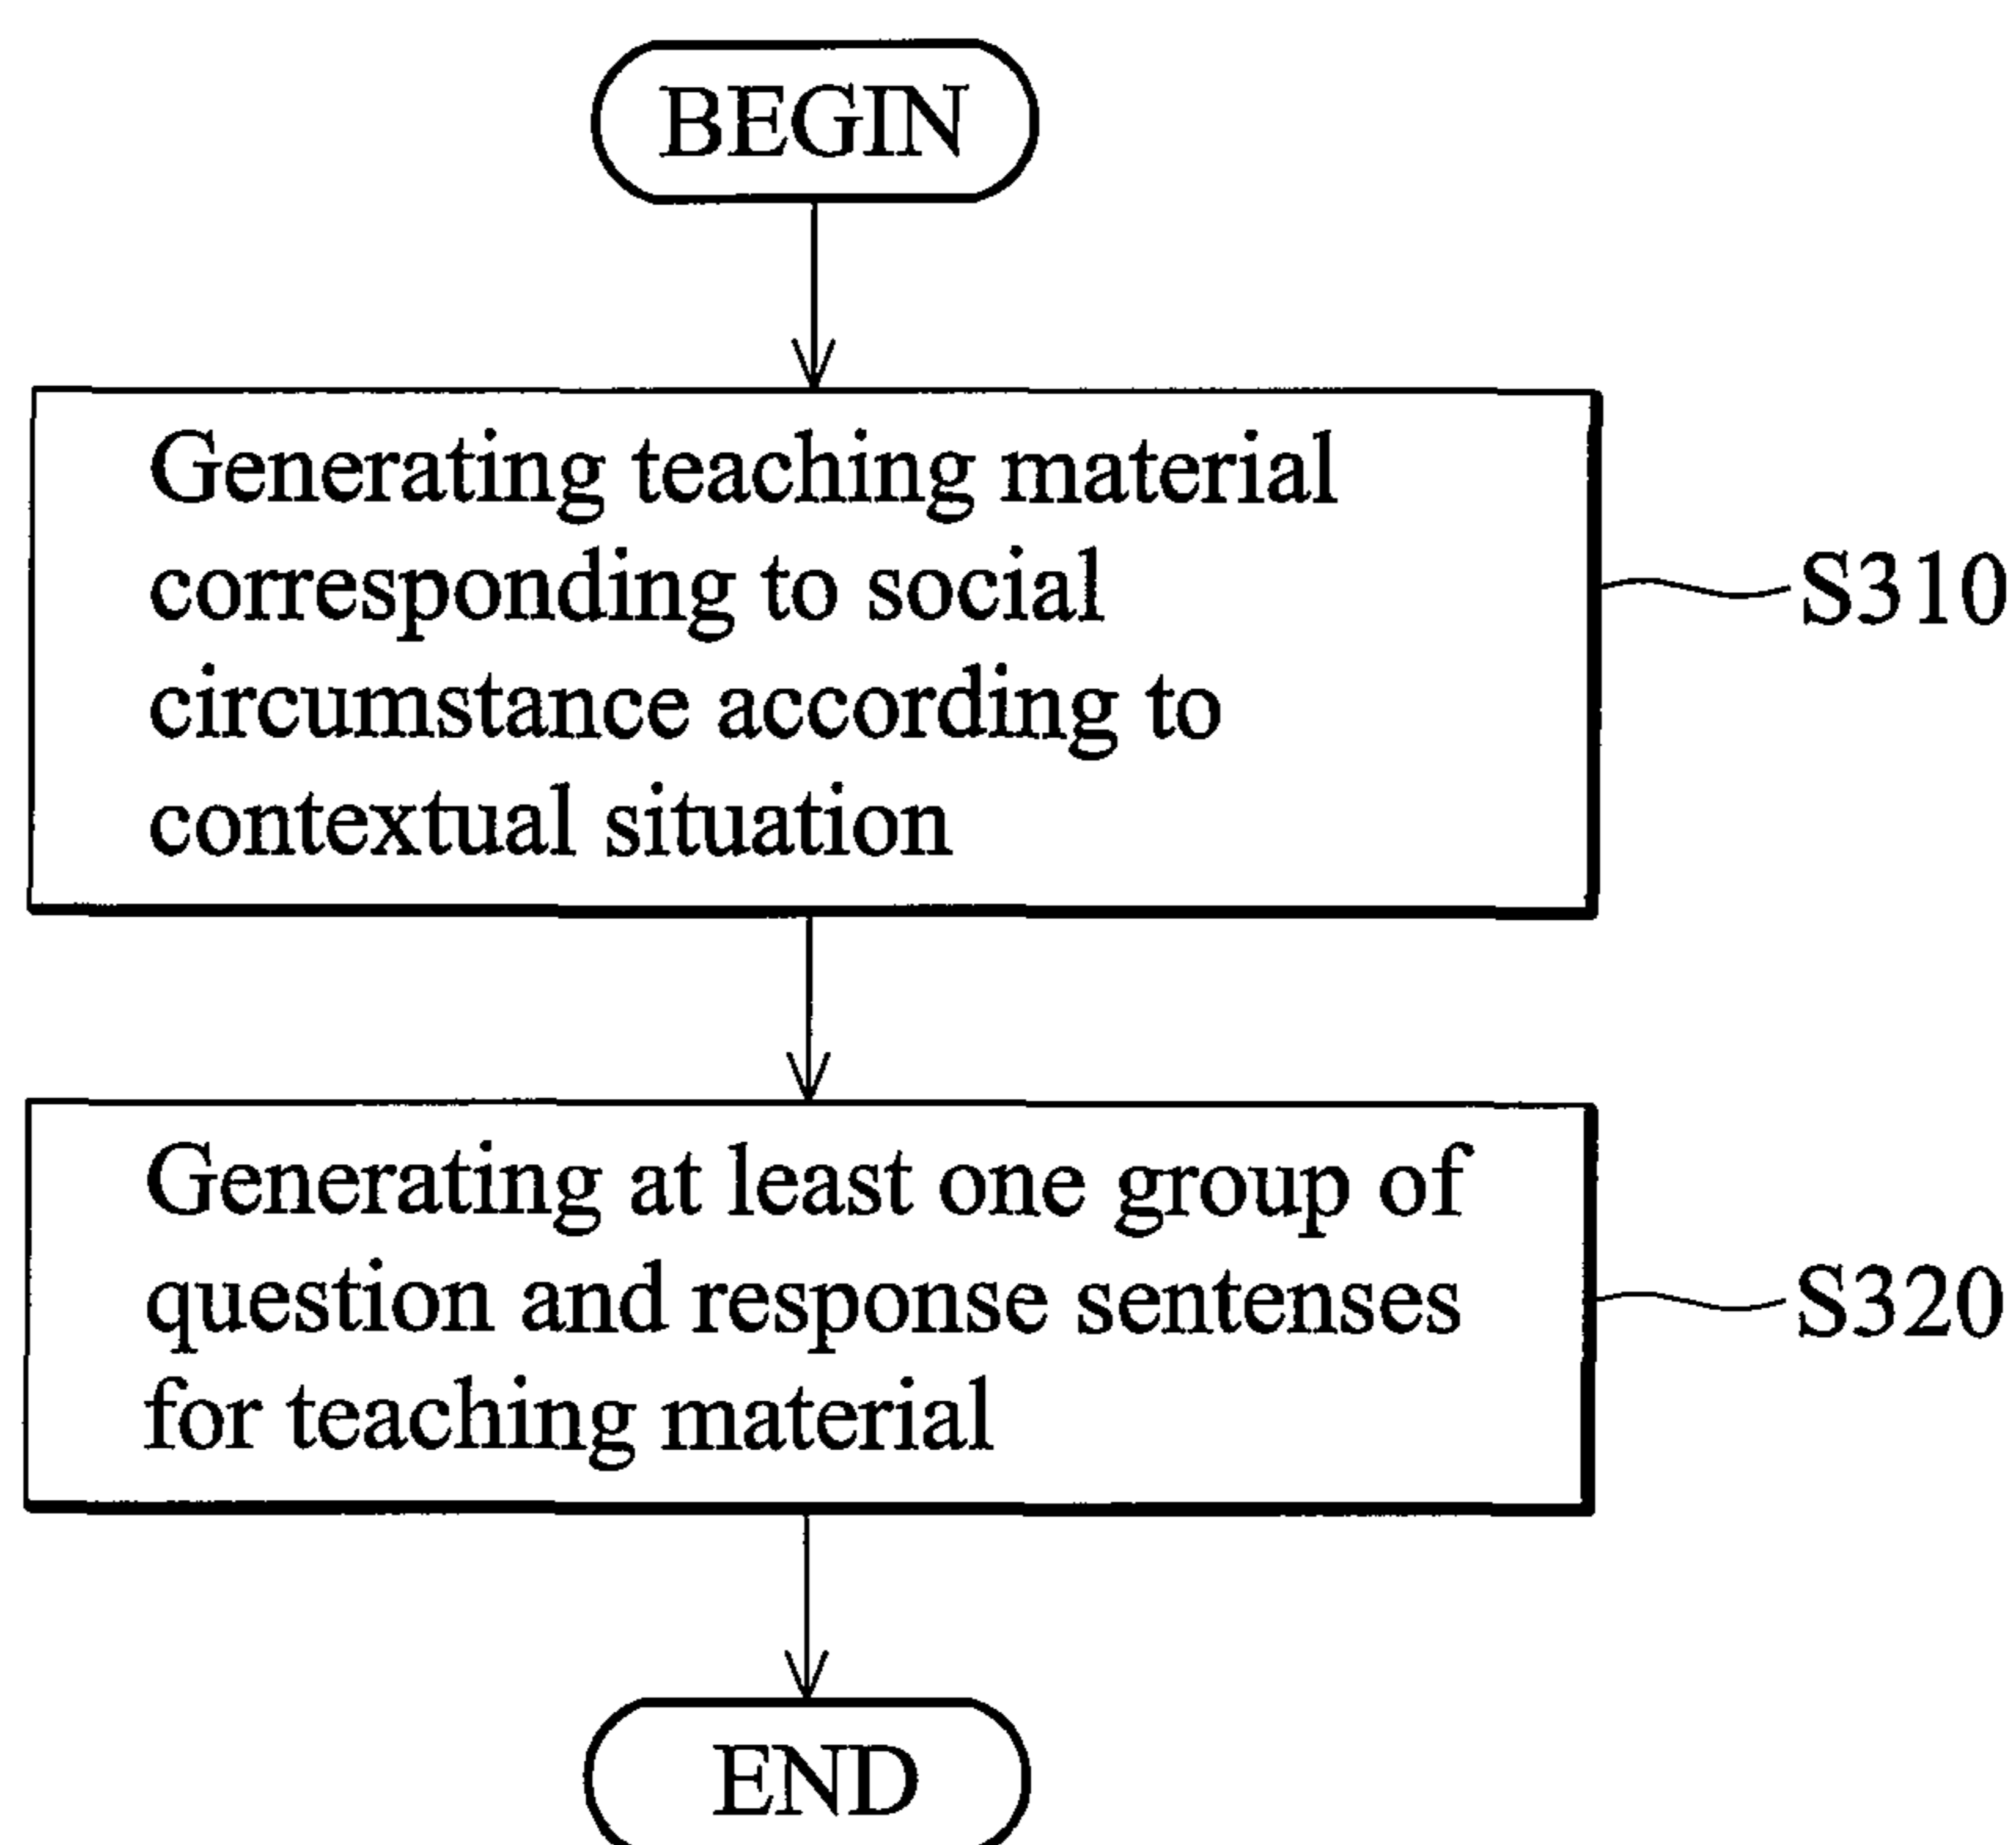 BEGIN
Generating teaching material
corresponding to social
circumstance according to
contextual situation
S310
Generating at least one group of
question and response sentenses
for teaching material
S320
END